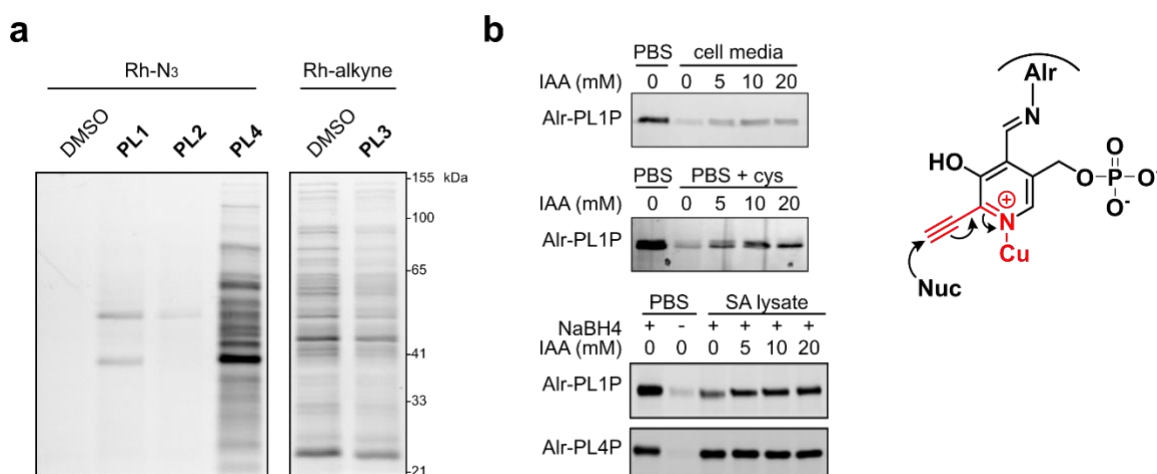 a
Rh-N3 Rh-alkyne
DMSO PL1 PL2 PL4 DMSO PL3
155 kDa
100
65
41
33
21
b
PBS cell media
IAA (mM) 0 0 5 10 20
Alr-PL1P
PBS PBS + cys
IAA (mM) 0 0 5 10 20
Alr-PL1P
PBS SA lysate
NaBH4 + - + + + +
IAA (mM) 0 0 0 5 10 20
Alr-PL1P
Alr-PL4P
Alr
N
HO
O
O P O-
O-
N
+
Cu
Nuc